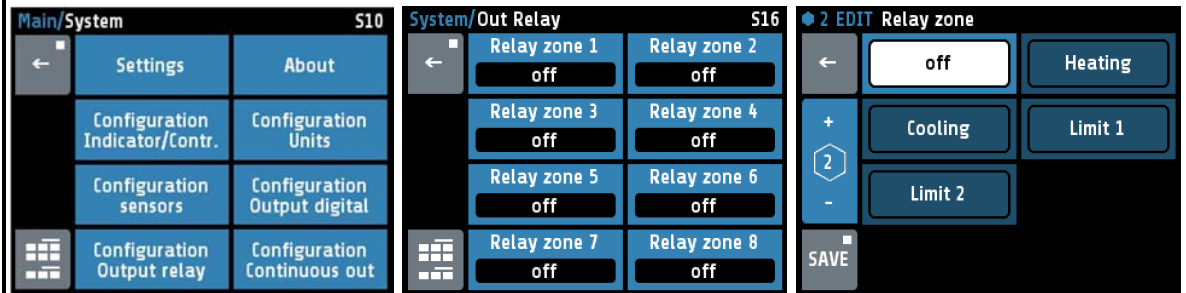 Main/System S10
←
Settings
About
Configuration
Indicator/Contr.
Configuration
Units
Configuration
sensors
Configuration
Output digital
Configuration
Output relay
Configuration
Continuous out
System/Out Relay S16
←
Relay zone 1
off
Relay zone 2
off
Relay zone 3
off
Relay zone 4
off
Relay zone 5
off
Relay zone 6
off
Relay zone 7
off
Relay zone 8
off
2 EDIT Relay zone
←
off
Heating
+
2
-
Cooling
Limit 1
Limit 2
SAVE